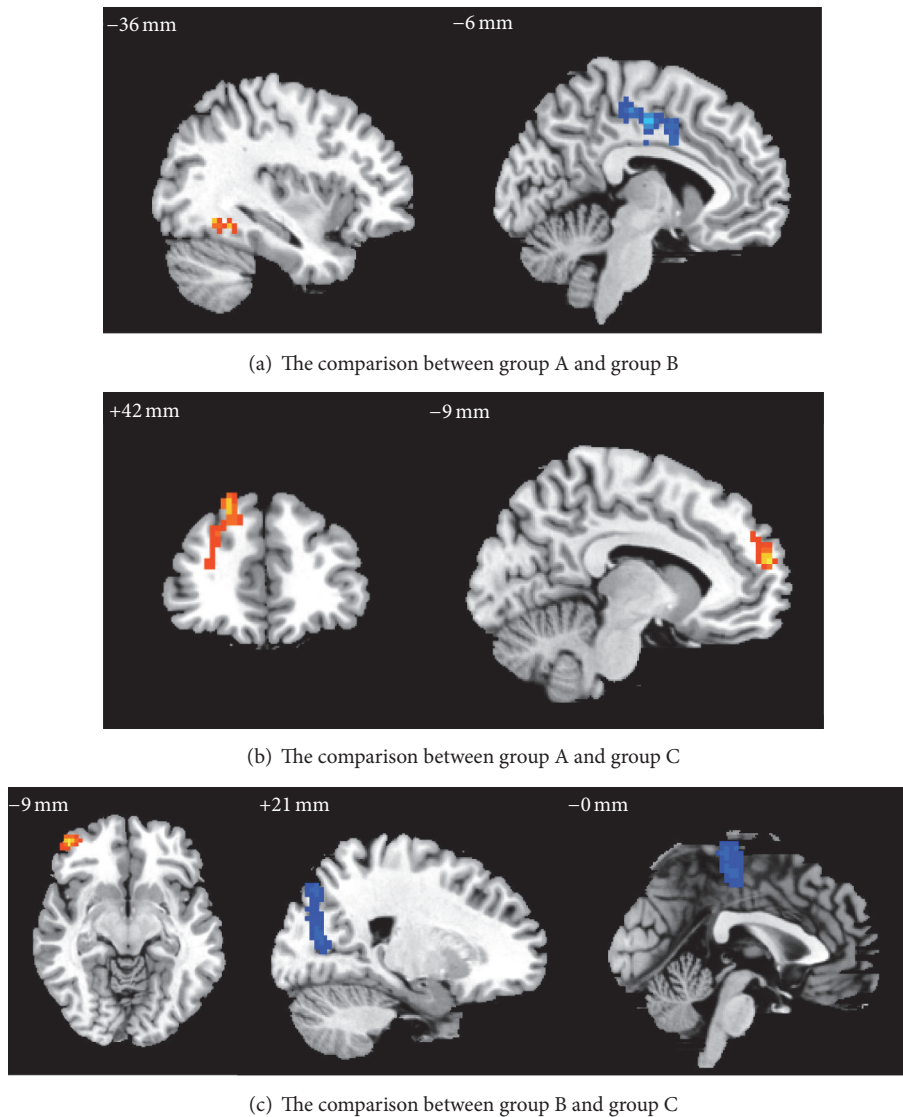 −36 mm
−6 mm
(a) The comparison between group A and group B
+42 mm
−9 mm
(b) The comparison between group A and group C
−9 mm
+21 mm
−0 mm
(c) The comparison between group B and group C